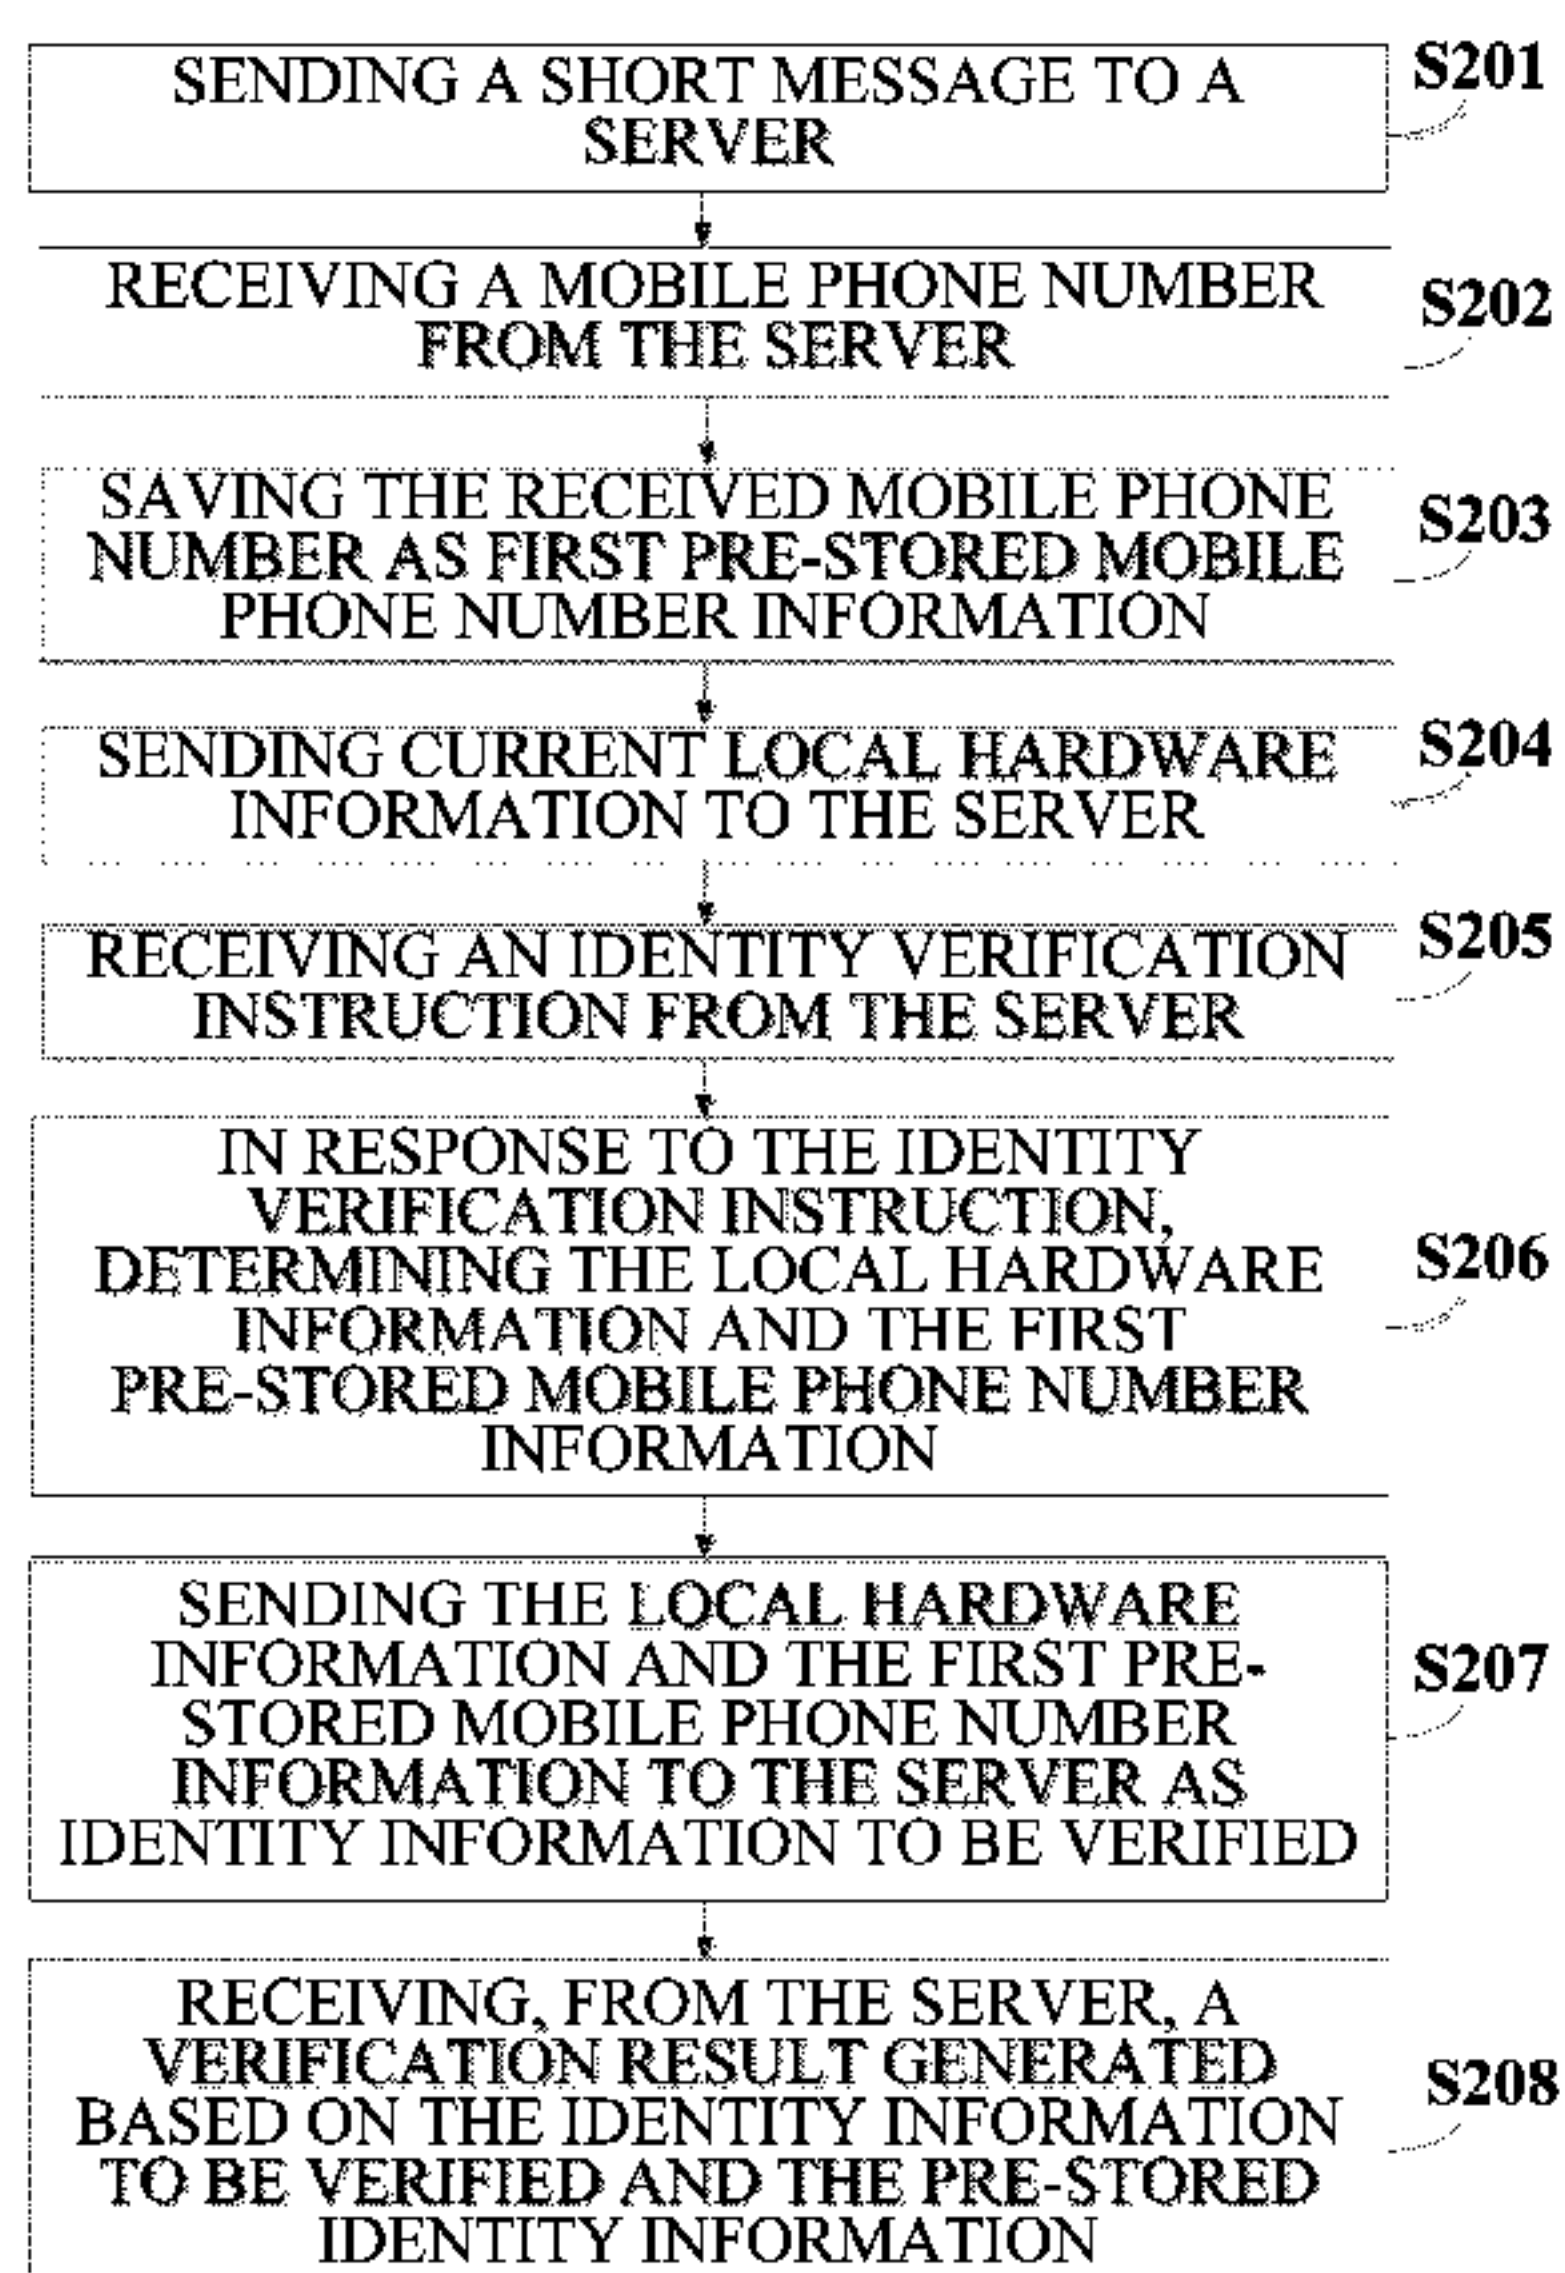 SENDING A SHORT MESSAGE TO A
SERVER
S201
RECEIVING A MOBILE PHONE NUMBER
FROM THE SERVER
S202
SAVING THE RECEIVED MOBILE PHONE
NUMBER AS FIRST PRE-STORED MOBILE
PHONE NUMBER INFORMATION
S203
SENDING CURRENT LOCAL HARDWARE
INFORMATION TO THE SERVER
S204
RECEIVING AN IDENTITY VERIFICATION
INSTRUCTION FROM THE SERVER
S205
IN RESPONSE TO THE IDENTITY
VERIFICATION INSTRUCTION,
DETERMINING THE LOCAL HARDWARE
INFORMATION AND THE FIRST
PRE-STORED MOBILE PHONE NUMBER
INFORMATION
S206
SENDING THE LOCAL HARDWARE
INFORMATION AND THE FIRST PRE-
STORED MOBILE PHONE NUMBER
INFORMATION TO THE SERVER AS
IDENTITY INFORMATION TO BE VERIFIED
S207
RECEIVING, FROM THE SERVER, A
VERIFICATION RESULT GENERATED
BASED ON THE IDENTITY INFORMATION
TO BE VERIFIED AND THE PRE-STORED
IDENTITY INFORMATION
S208